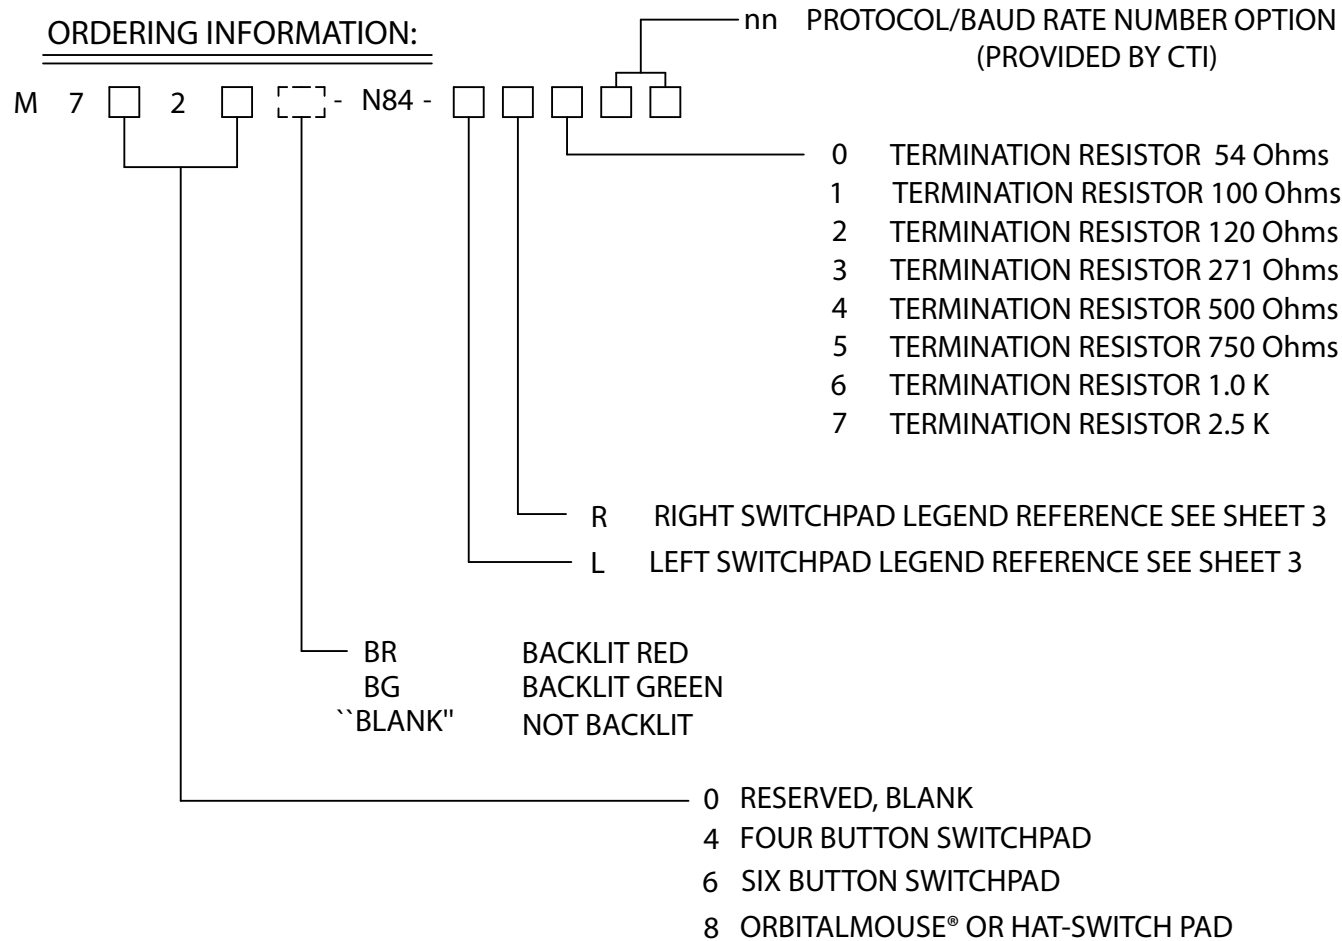 ORDERING INFORMATION:
nn PROTOCOL/BAUD RATE NUMBER OPTION
(PROVIDED BY CTI)
M 7 2 - N84 -
0 TERMINATION RESISTOR 54 Ohms
1 TERMINATION RESISTOR 100 Ohms
2 TERMINATION RESISTOR 120 Ohms
3 TERMINATION RESISTOR 271 Ohms
4 TERMINATION RESISTOR 500 Ohms
5 TERMINATION RESISTOR 750 Ohms
6 TERMINATION RESISTOR 1.0 K
7 TERMINATION RESISTOR 2.5 K
R RIGHT SWITCHPAD LEGEND REFERENCE SEE SHEET 3
L LEFT SWITCHPAD LEGEND REFERENCE SEE SHEET 3
BR BACKLIT RED
BG BACKLIT GREEN
``BLANK" NOT BACKLIT
0 RESERVED, BLANK
4 FOUR BUTTON SWITCHPAD
6 SIX BUTTON SWITCHPAD
8 ORBITALMOUSE® OR HAT-SWITCH PAD